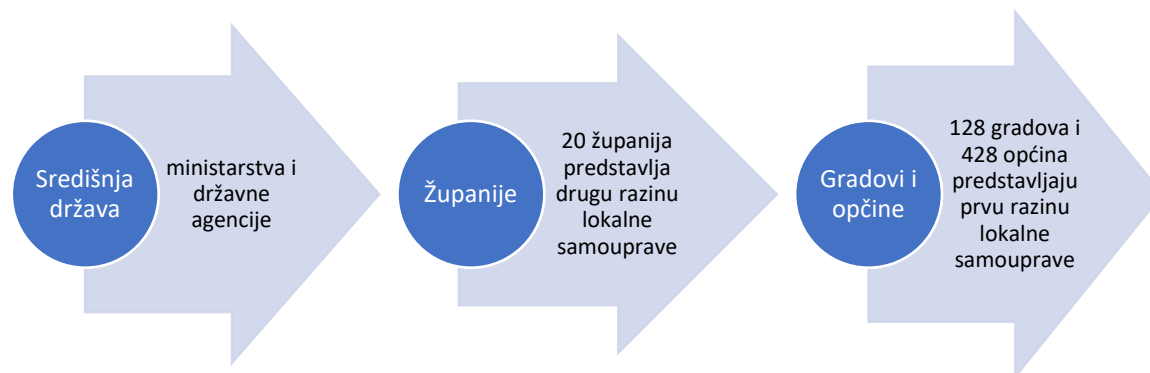 Središnja
država
ministarstva i
državne
agencije
Županije
20 županija
predstavlja
drugu razinu
lokalne
samouprave
Gradovi i
opčine
128 gradova i
428 općina
predstavljaju
prvu razinu
lokalne
samouprave